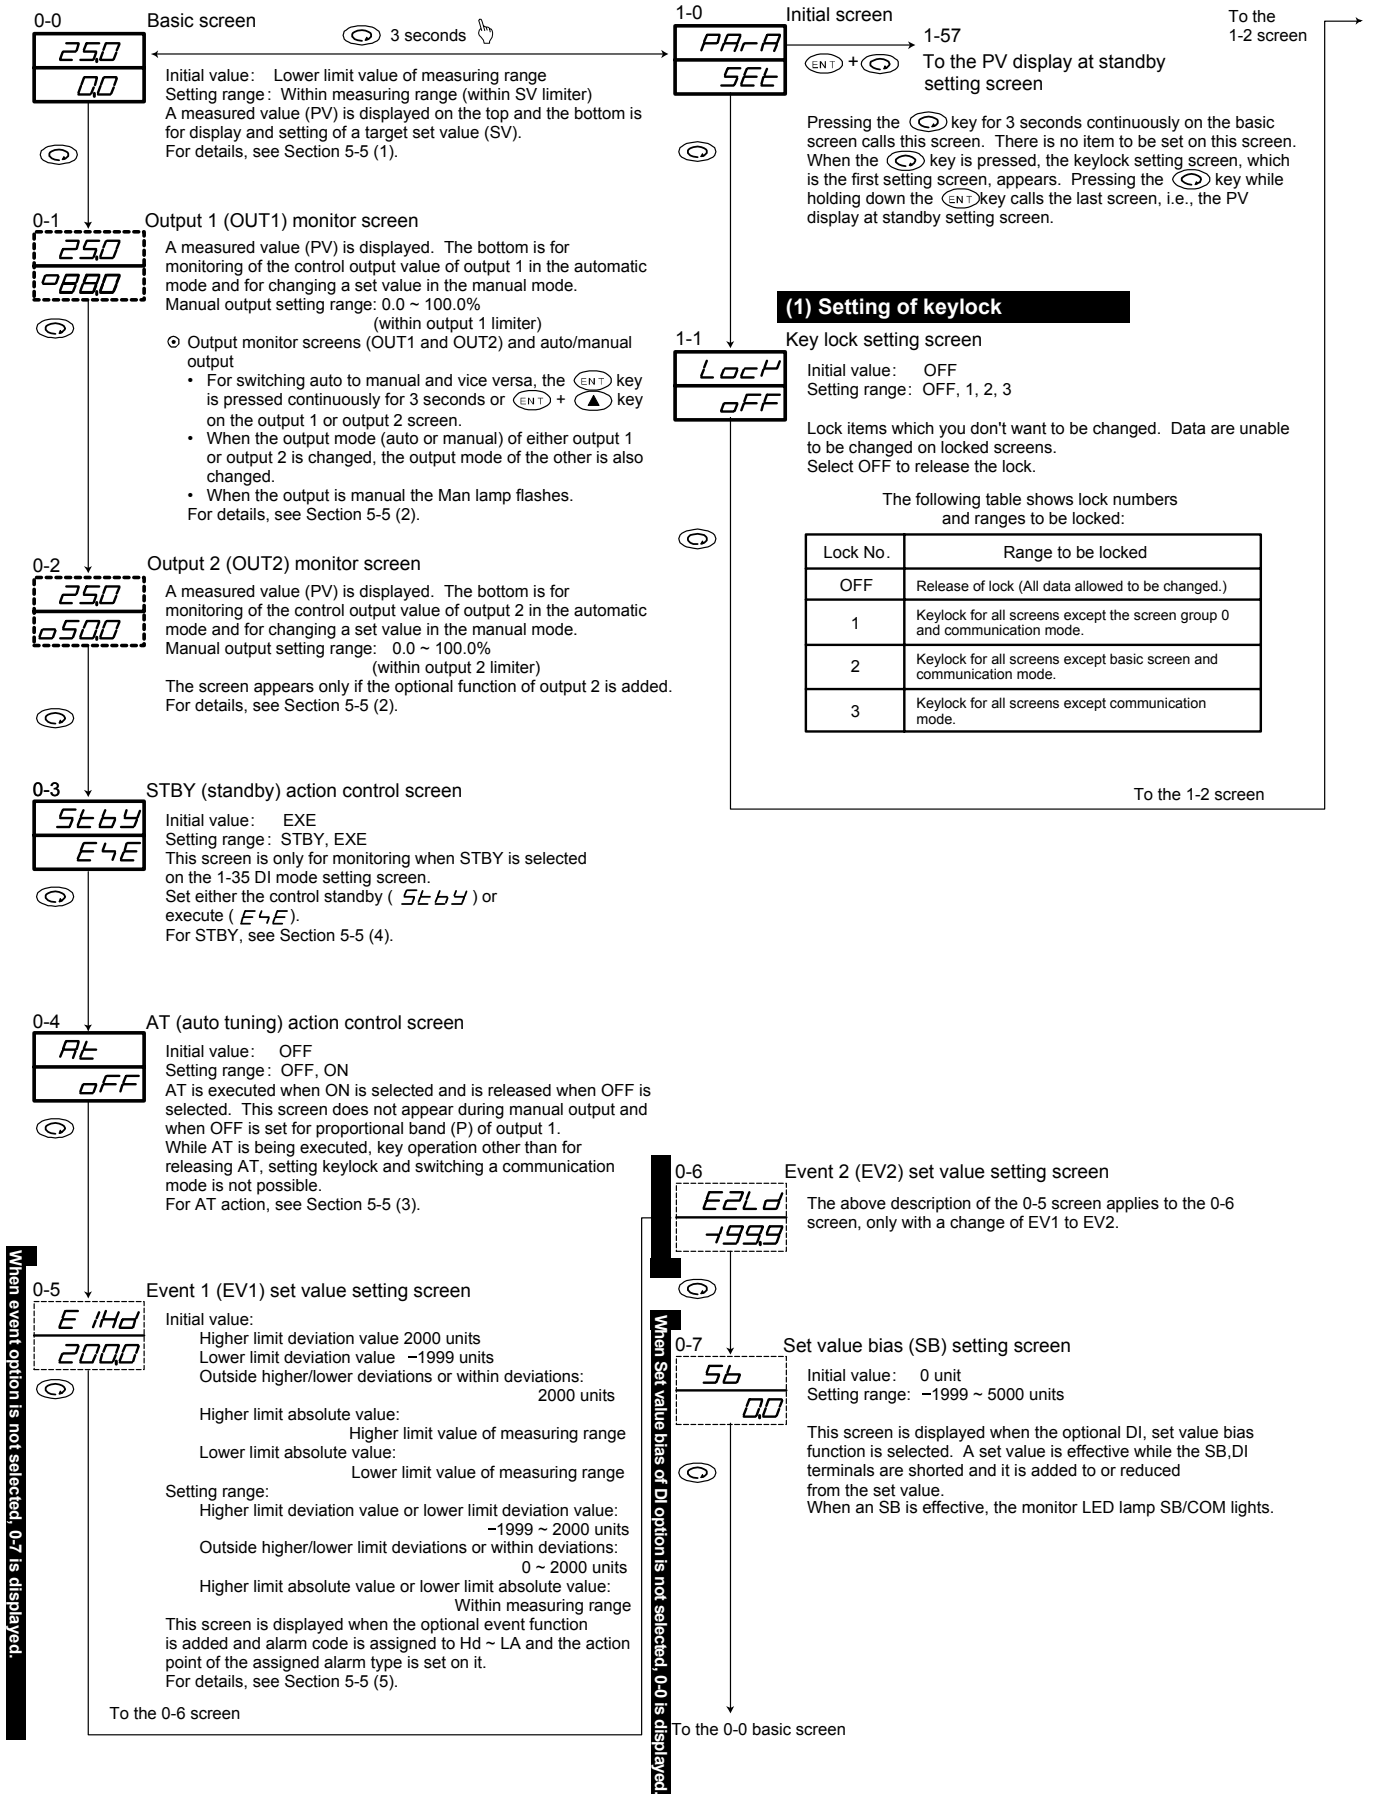 0-0
Basic screen
3 seconds
25.0
0.0
Initial value: Lower limit value of measuring range
Setting range: Within measuring range (within SV limiter)
A measured value (PV) is displayed on the top and the bottom is
for display and setting of a target set value (SV).
For details, see Section 5-5 (1).
0-1
Output 1 (OUT1) monitor screen
25.0
o88.0
A measured value (PV) is displayed. The bottom is for
monitoring of the control output value of output 1 in the automatic
mode and for changing a set value in the manual mode.
Manual output setting range: 0.0 ~ 100.0%
(within output 1 limiter)
Output monitor screens (OUT1 and OUT2) and auto/manual
output
• For switching auto to manual and vice versa, the ENT key
is pressed continuously for 3 seconds or ENT + ▲ key
on the output 1 or output 2 screen.
• When the output mode (auto or manual) of either output 1
or output 2 is changed, the output mode of the other is also
changed.
• When the output is manual the Man lamp flashes.
For details, see Section 5-5 (2).
0-2
Output 2 (OUT2) monitor screen
25.0
o50.0
A measured value (PV) is displayed. The bottom is for
monitoring of the control output value of output 2 in the automatic
mode and for changing a set value in the manual mode.
Manual output setting range: 0.0 ~ 100.0%
(within output 2 limiter)
The screen appears only if the optional function of output 2 is added.
For details, see Section 5-5 (2).
0-3
STBY (standby) action control screen
Stby
EXE
Initial value: EXE
Setting range: STBY, EXE
This screen is only for monitoring when STBY is selected
on the 1-35 DI mode setting screen.
Set either the control standby ( Stby ) or
execute ( EXE ).
For STBY, see Section 5-5 (4).
0-4
AT (auto tuning) action control screen
At
oFF
Initial value: OFF
Setting range: OFF, ON
AT is executed when ON is selected and is released when OFF is
selected. This screen does not appear during manual output and
when OFF is set for proportional band (P) of output 1.
While AT is being executed, key operation other than for
releasing AT, setting keylock and switching a communication
mode is not possible.
For AT action, see Section 5-5 (3).
When event option is not selected, 0-7 is displayed.
0-5
Event 1 (EV1) set value setting screen
E1Hd
200.0
Initial value:
Higher limit deviation value 2000 units
Lower limit deviation value −1999 units
Outside higher/lower deviations or within deviations:
2000 units
Higher limit absolute value:
Higher limit value of measuring range
Lower limit absolute value:
Lower limit value of measuring range
Setting range:
Higher limit deviation value or lower limit deviation value:
−1999 ~ 2000 units
Outside higher/lower limit deviations or within deviations:
0 ~ 2000 units
Higher limit absolute value or lower limit absolute value:
Within measuring range
This screen is displayed when the optional event function
is added and alarm code is assigned to Hd ~ LA and the action
point of the assigned alarm type is set on it.
For details, see Section 5-5 (5).
To the 0-6 screen
1-0
Initial screen
PArA
SEt
ENT +
1-57
To the PV display at standby
setting screen
To the
1-2 screen
Pressing the key for 3 seconds continuously on the basic
screen calls this screen. There is no item to be set on this screen.
When the key is pressed, the keylock setting screen, which
is the first setting screen, appears. Pressing the key while
holding down the ENT key calls the last screen, i.e., the PV
display at standby setting screen.
(1) Setting of keylock
1-1
Key lock setting screen
LocK
oFF
Initial value: OFF
Setting range: OFF, 1, 2, 3
Lock items which you don't want to be changed. Data are unable
to be changed on locked screens.
Select OFF to release the lock.
The following table shows lock numbers
and ranges to be locked:
Lock No. Range to be locked
OFF Release of lock (All data allowed to be changed.)
1 Keylock for all screens except the screen group 0
and communication mode.
2 Keylock for all screens except basic screen and
communication mode.
3 Keylock for all screens except communication
mode.
To the 1-2 screen
0-6
Event 2 (EV2) set value setting screen
E2Ld
-199.9
The above description of the 0-5 screen applies to the 0-6
screen, only with a change of EV1 to EV2.
When Set value bias of DI option is not selected, 0-0 is displayed.
0-7
Set value bias (SB) setting screen
Sb
0.0
Initial value: 0 unit
Setting range: −1999 ~ 5000 units
This screen is displayed when the optional DI, set value bias
function is selected. A set value is effective while the SB,DI
terminals are shorted and it is added to or reduced
from the set value.
When an SB is effective, the monitor LED lamp SB/COM lights.
To the 0-0 basic screen